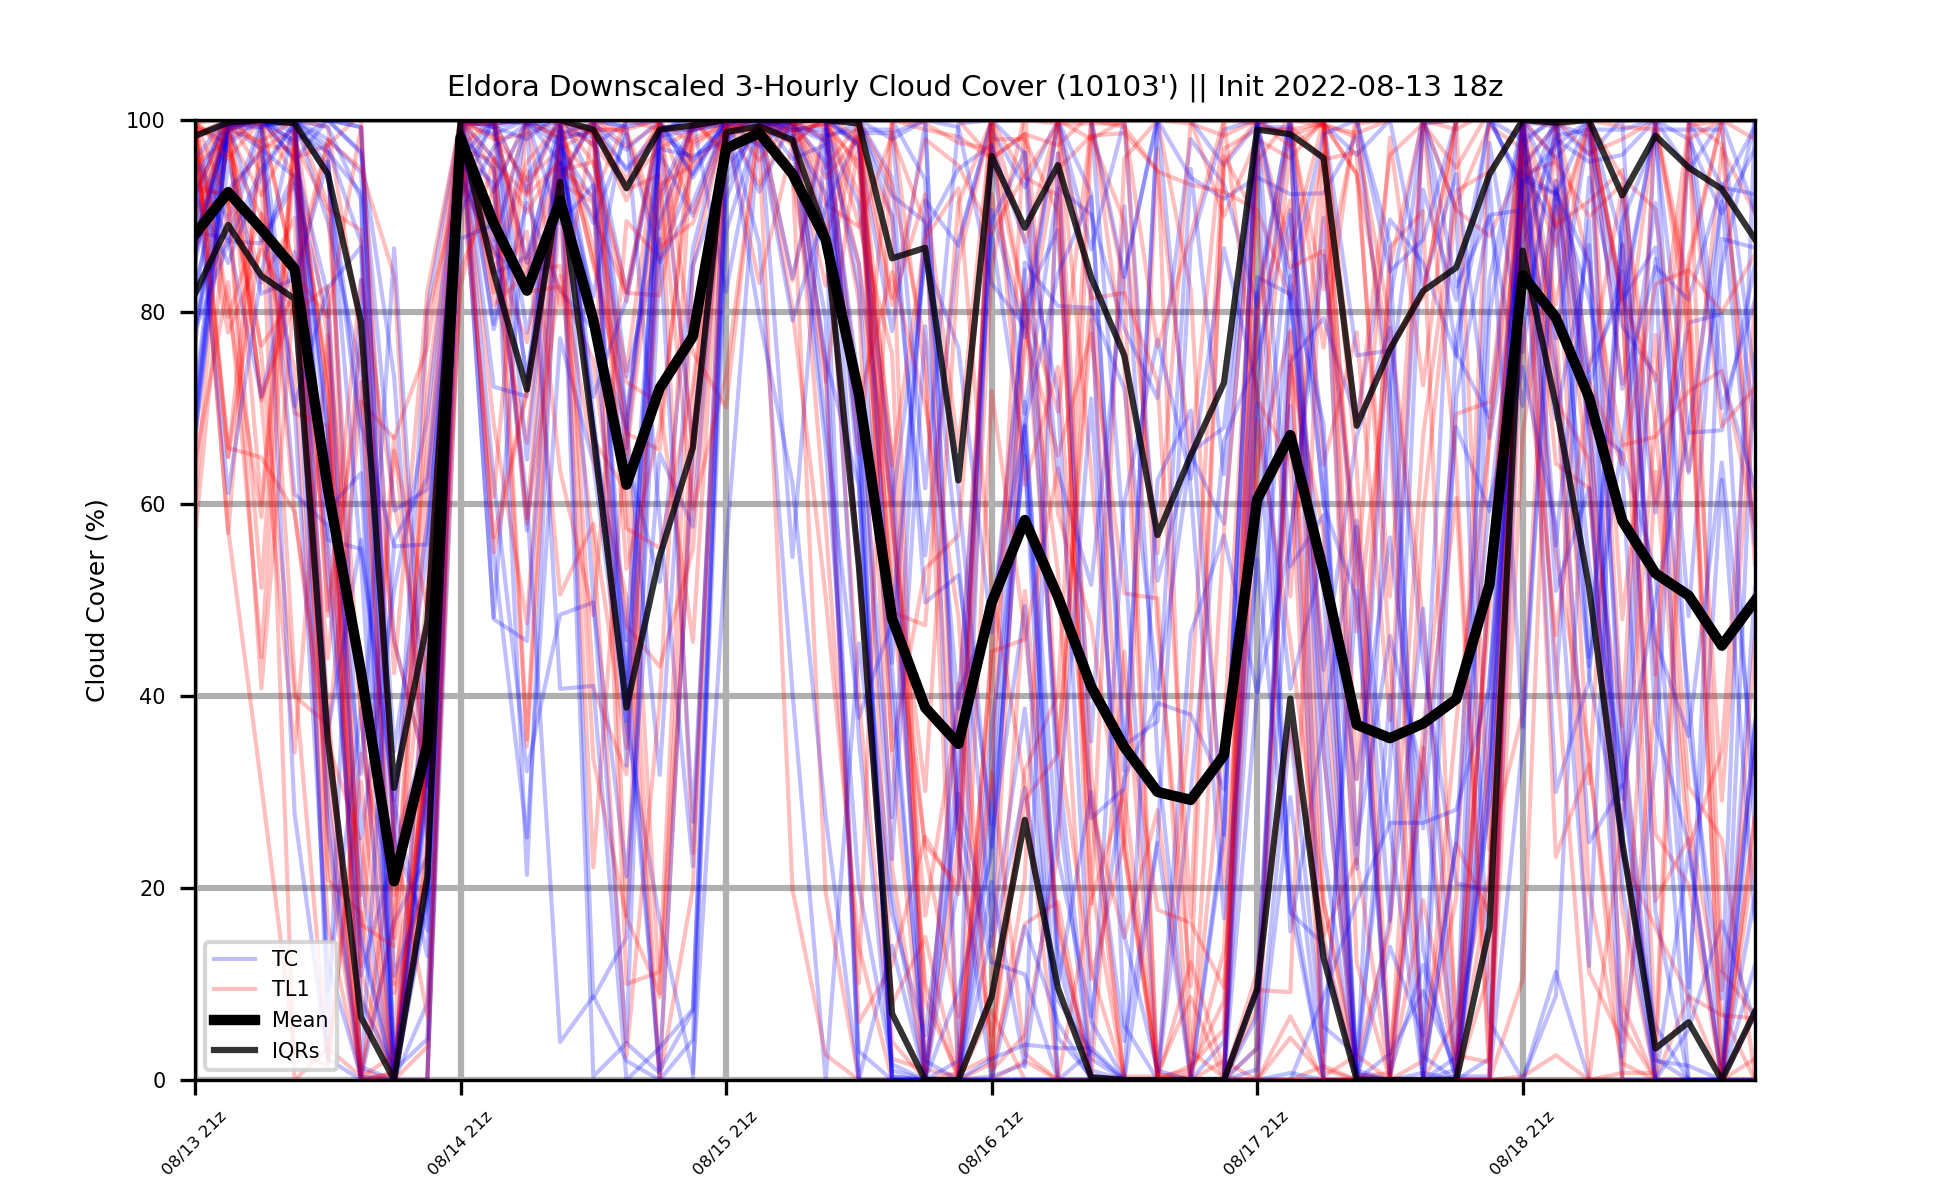 Eldora Downscaled 3-Hourly Cloud Cover (10103') || Init 2022-08-13 18z
Cloud Cover (%)
100
80
60
40
20
0
TC
TL1
Mean
IQRs
08/13 21z
08/14 21z
08/15 21z
08/16 21z
08/17 21z
08/18 21z